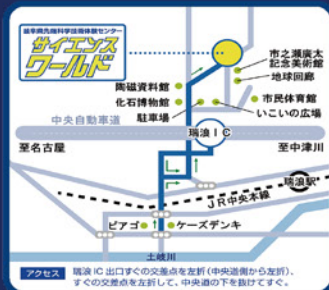 岐阜県先端科学技術体験センター
サイエンス
ワールド
市之瀬廣太
記念美術館
地球回廊
陶磁資料館
化石博物館
市民体育館
駐車場
いこいの広場
中央自動車道
瑞浪IC
至名古屋
至中津川
瑞浪駅
JR中央本線
ピアゴ
ケーズデンキ
土岐川
アクセス 瑞浪IC出口すぐの交差点を左折(中央道側から左折)、
すぐの交差点を左折して、中央道の下を抜けてすぐ。